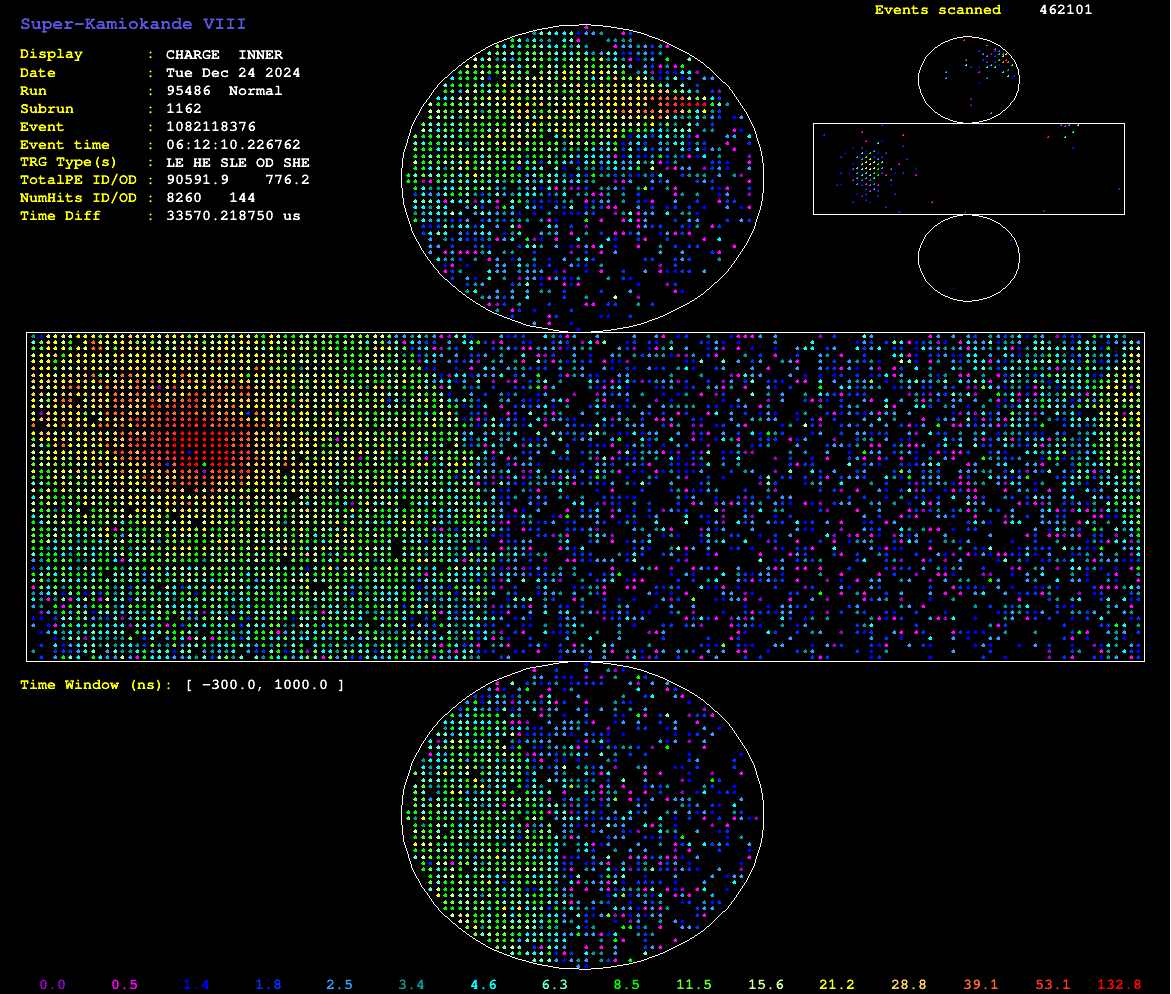 Super-Kamiokande VIII
Events scanned 462101
Display : CHARGE INNER
Date : Tue Dec 24 2024
Run : 95486 Normal
Subrun : 1162
Event : 1082118376
Event time : 06:12:10.226762
TRG Type(s) : LE HE SLE OD SHE
TotalPE ID/OD : 90591.9 776.2
NumHits ID/OD : 8260 144
Time Diff : 33570.218750 us
Time Window (ns): [ −300.0, 1000.0 ]
0.0 0.5 1.4 1.8 2.5 3.4 4.6 6.3 8.5 11.5 15.6 21.2 28.8 39.1 53.1 132.8